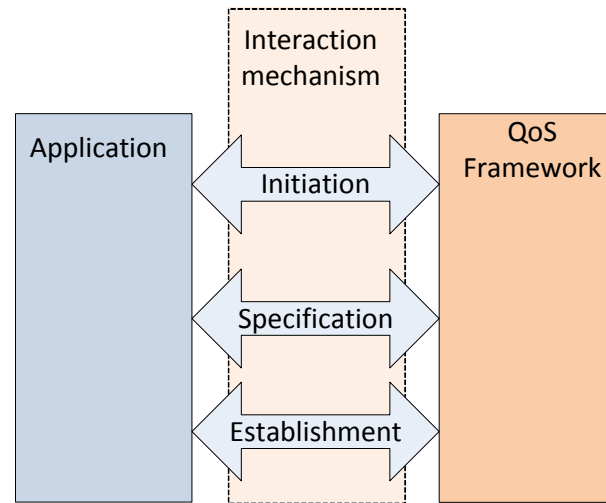 Interaction
mechanism
Application
QoS
Framework
Initiation
Specification
Establishment